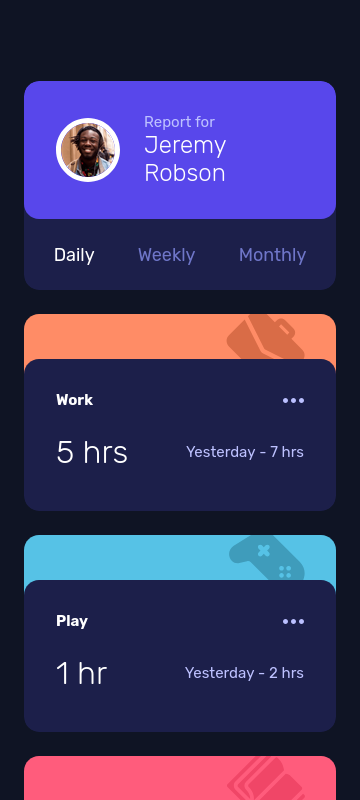 Report for
Jeremy
Robson
Daily Weekly Monthly
Work
5 hrs Yesterday - 7 hrs
Play
1 hr Yesterday - 2 hrs